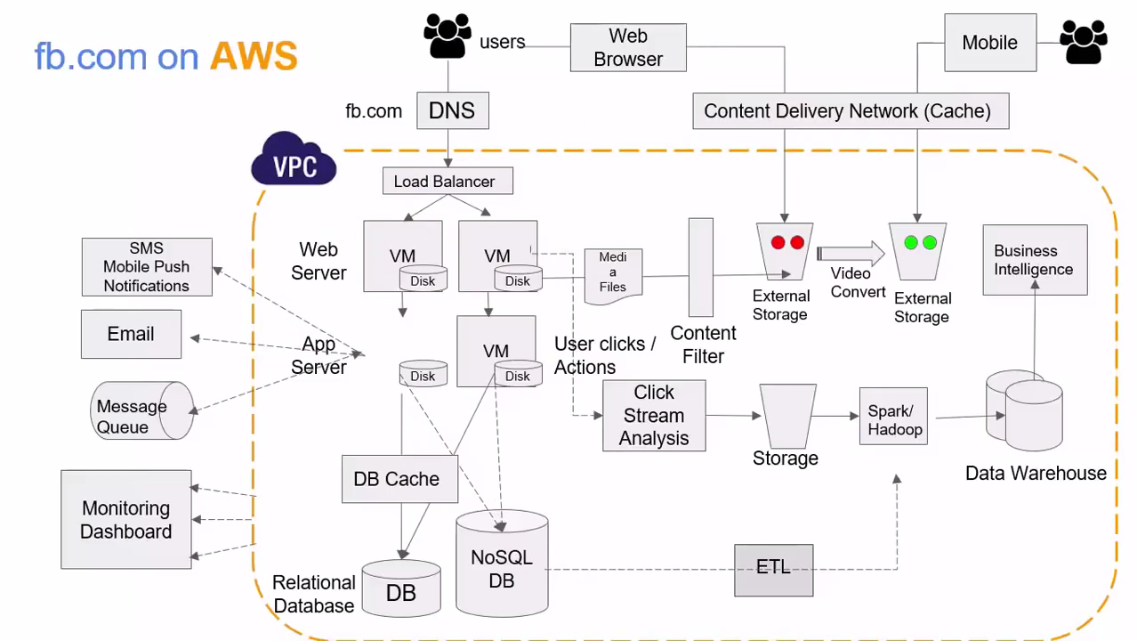 fb.com on AWS
users
Web
Browser
Mobile
fb.com
DNS
Content Delivery Network (Cache)
VPC
Load Balancer
Web
Server
VM
Disk
VM
Disk
Medi
a
Files
Content
Filter
External
Storage
Video
Convert
External
Storage
Business
Intelligence
SMS
Mobile Push
Notifications
Email
Message
Queue
App
Server
Disk
VM
Disk
User clicks /
Actions
Click
Stream
Analysis
Storage
Spark/
Hadoop
Data Warehouse
Monitoring
Dashboard
DB Cache
Relational
Database
DB
NoSQL
DB
ETL